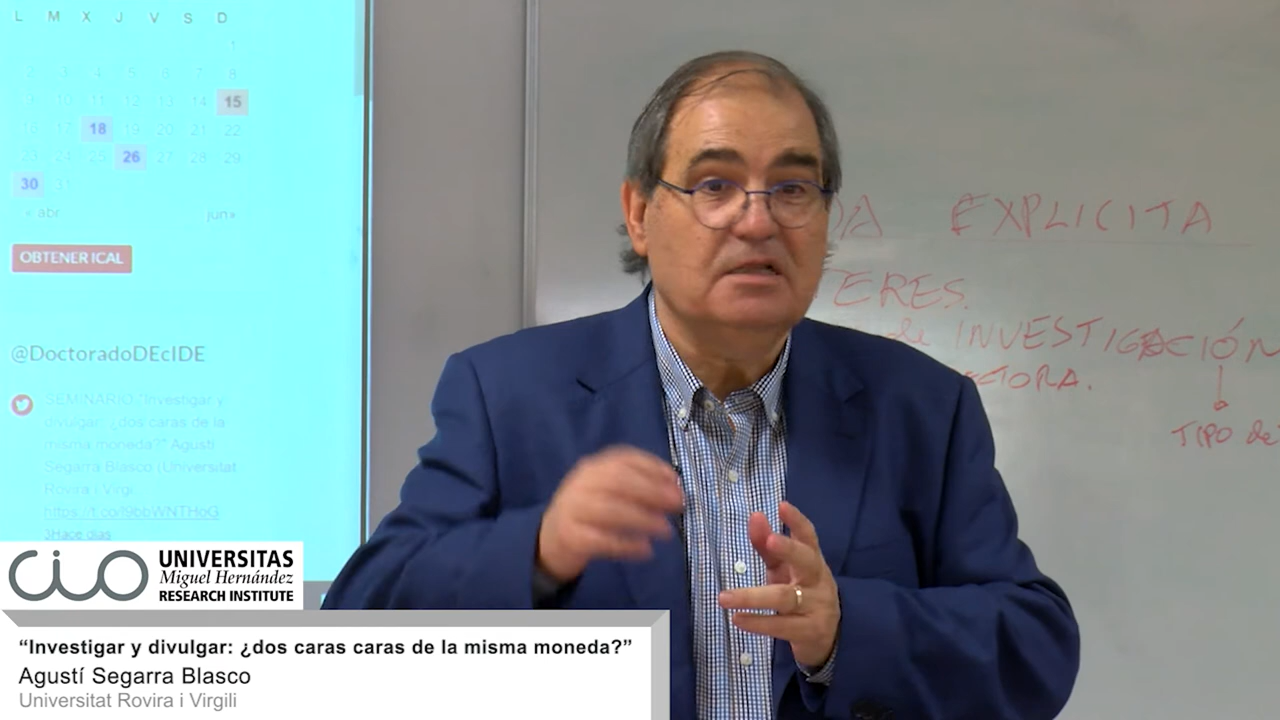 L M X J V S D
1
2 3 4 5 6 7 8
9 10 11 12 13 14 15
16 17 18 19 20 21 22
23 24 25 26 27 28 29
30 31
« abr jun »
OBTENER ICAL
@DoctoradoDEcIDE
SEMINARIO "Investigar y
divulgar: ¿dos caras de la
misma moneda?" Agustí
Segarra Blasco (Universitat
Rovira i Virgi
https://t.co/l9bbWNTHoG
3Hace días
DA EXPLICITA
TERES.
de INVESTIGACIÓN
ECTORA.
TIPO de
CIO
UNIVERSITAS
Miguel Hernández
RESEARCH INSTITUTE
“Investigar y divulgar: ¿dos caras caras de la misma moneda?”
Agustí Segarra Blasco
Universitat Rovira i Virgili